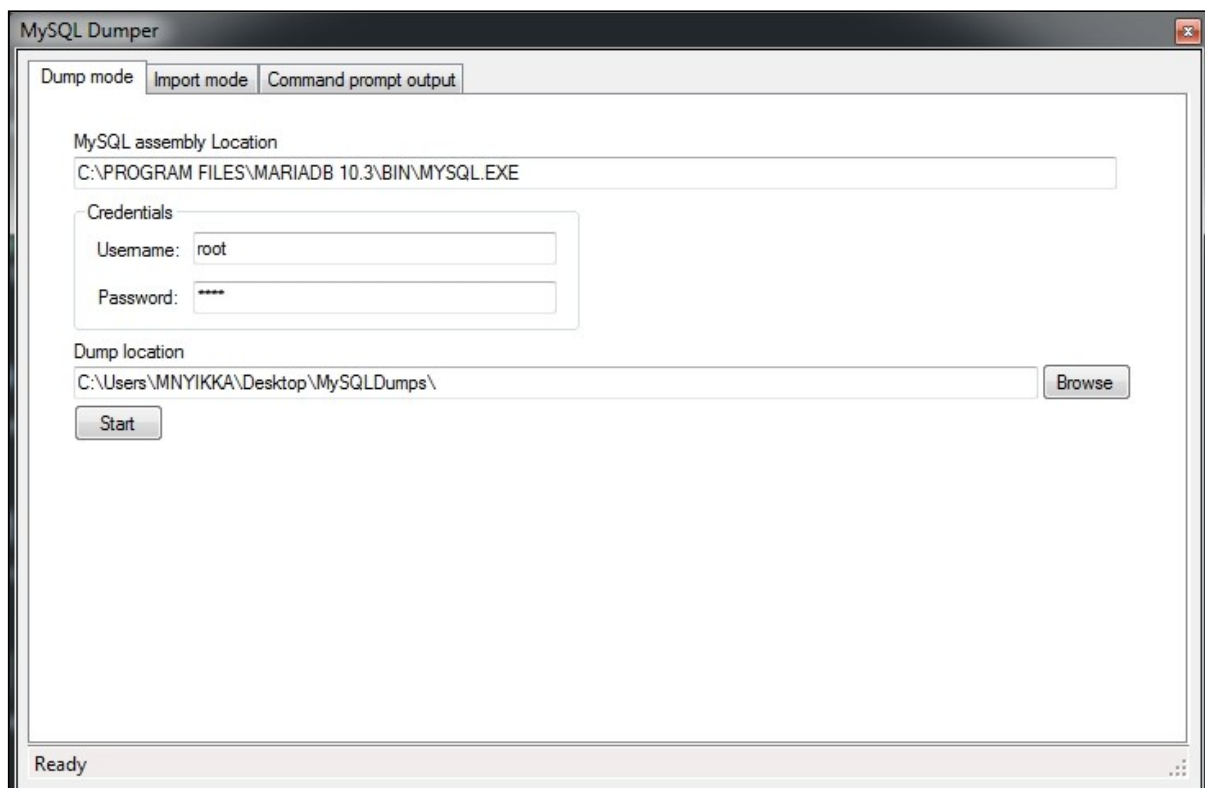 MySQL Dumper
Dump mode Import mode Command prompt output
MySQL assembly Location
C:\PROGRAM FILES\MARIADB 10.3\BIN\MYSQL.EXE
Credentials
Username: root
Password: ****
Dump location
C:\Users\MNYIKKA\Desktop\MySQLDumps\ Browse
Start
Ready